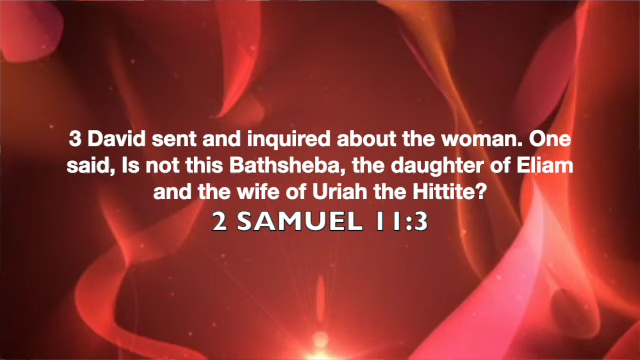 3 David sent and inquired about the woman. One
said, Is not this Bathsheba, the daughter of Eliam
and the wife of Uriah the Hittite?
2 SAMUEL 11:3